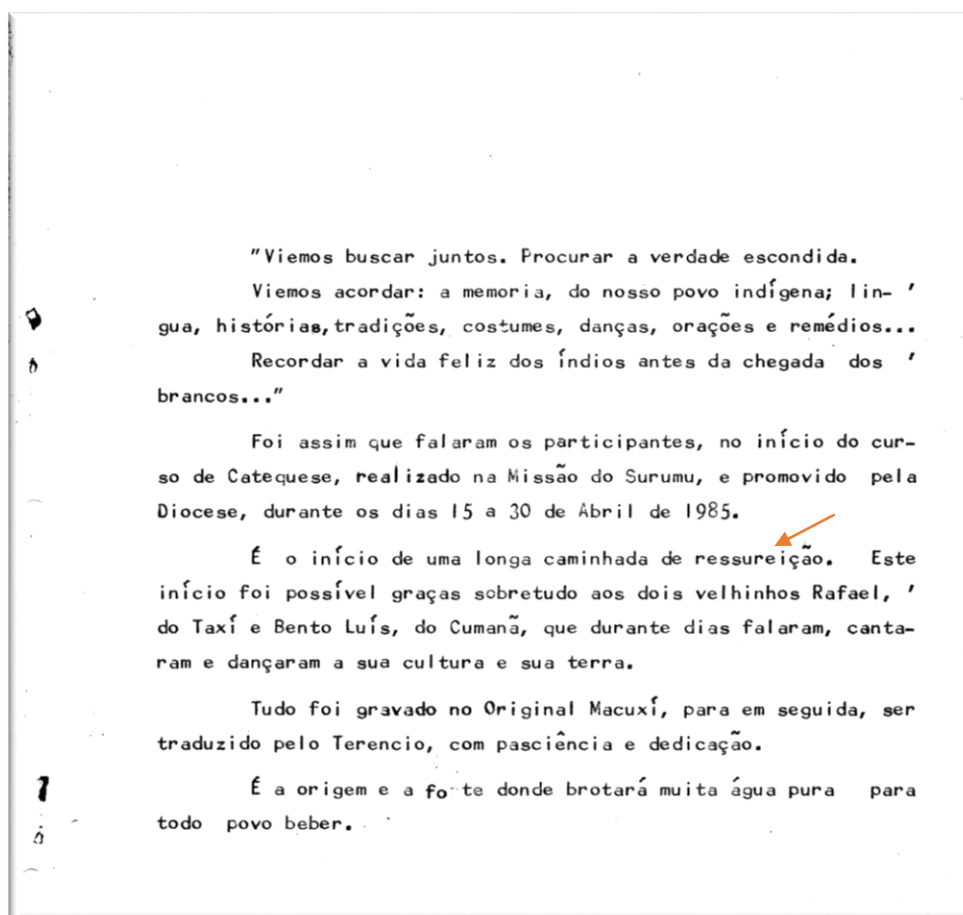 "Viemos buscar juntos. Procurar a verdade escondida.
Viemos acordar: a memoria, do nosso povo indígena; lin- '
gua, histórias, tradições, costumes, danças, orações e remédios...
Recordar a vida feliz dos índios antes da chegada dos '
brancos..."
Foi assim que falaram os participantes, no início do cur-
so de Catequese, realizado na Missão do Surumu, e promovido pela
Diocese, durante os dias 15 a 30 de Abril de 1985.
É o início de uma longa caminhada de ressureição. Este
início foi possível graças sobretudo aos dois velhinhos Rafael, '
do Taxí e Bento Luís, do Cumanã, que durante dias falaram, canta-
ram e dançaram a sua cultura e sua terra.
Tudo foi gravado no Original Macuxí, para em seguida, ser
traduzido pelo Terencio, com pasciência e dedicação.
É a origem e a fo te donde brotará muita água pura para
todo povo beber.